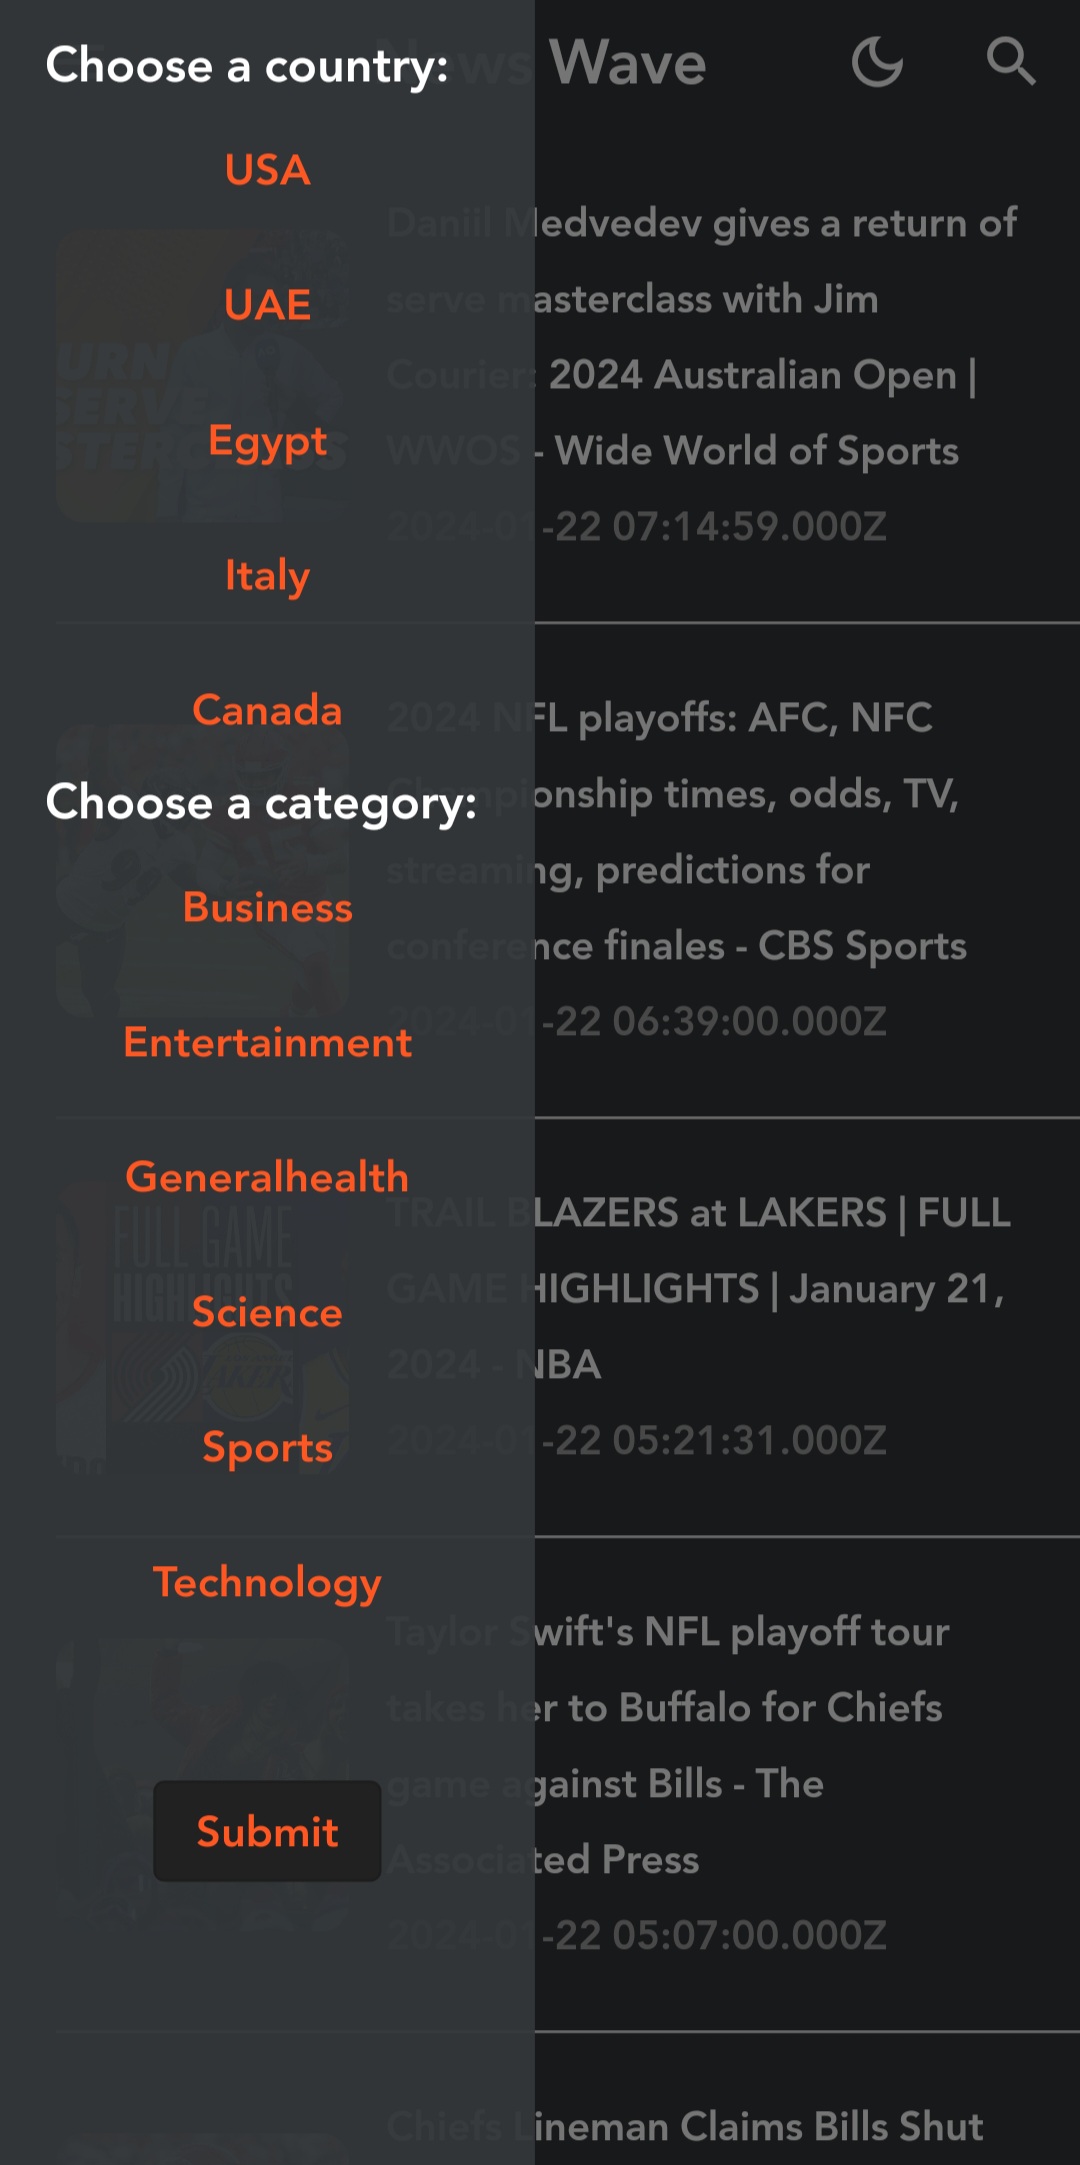 Choose a country:
USA
UAE
Egypt
Italy
Canada
Choose a category:
Business
Entertainment
Generalhealth
Science
Sports
Technology
Submit
News Wave
Daniil Medvedev gives a return of
serve masterclass with Jim
Courier: 2024 Australian Open |
WWOS - Wide World of Sports
2024-01-22 07:14:59.000Z
2024 NFL playoffs: AFC, NFC
Championship times, odds, TV,
streaming, predictions for
conference finales - CBS Sports
2024-01-22 06:39:00.000Z
FULL GAME
HIGHLIGHTS
LAKERS
TRAIL BLAZERS at LAKERS | FULL
GAME HIGHLIGHTS | January 21,
2024 - NBA
2024-01-22 05:21:31.000Z
Taylor Swift's NFL playoff tour
takes her to Buffalo for Chiefs
game against Bills - The
Associated Press
2024-01-22 05:07:00.000Z
Chiefs Lineman Claims Bills Shut